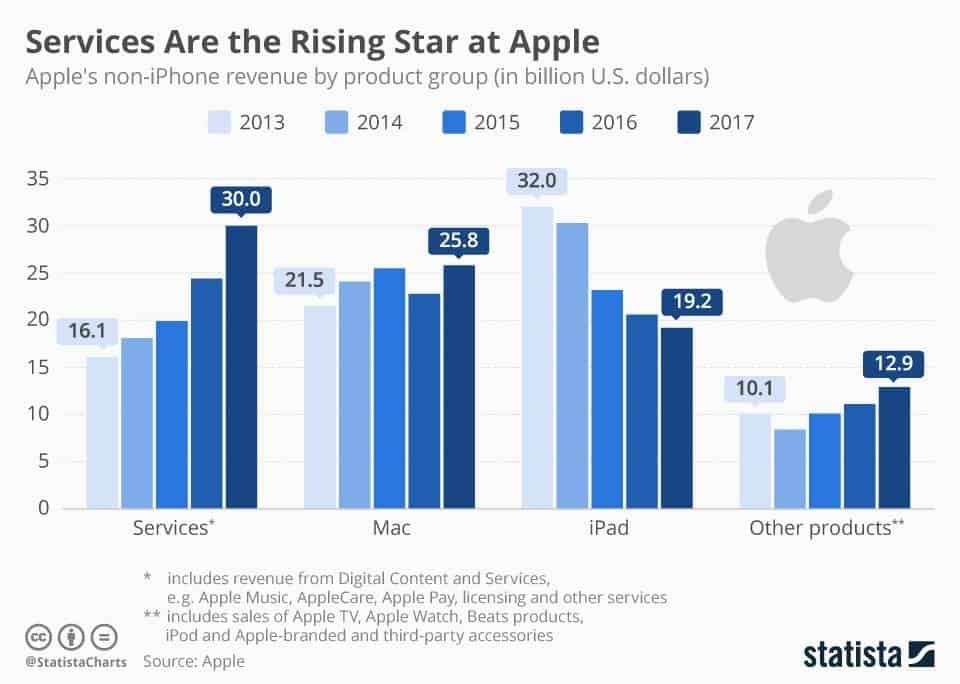 Services Are the Rising Star at Apple
Apple's non-iPhone revenue by product group (in billion U.S. dollars)
2013 2014 2015 2016 2017
35
30
25
20
15
10
5
0
16.1
30.0
21.5
25.8
32.0
19.2
10.1
12.9
Services* Mac iPad Other products**
* includes revenue from Digital Content and Services,
e.g. Apple Music, AppleCare, Apple Pay, licensing and other services
** includes sales of Apple TV, Apple Watch, Beats products,
iPod and Apple-branded and third-party accessories
cc
@StatistaCharts Source: Apple
statista